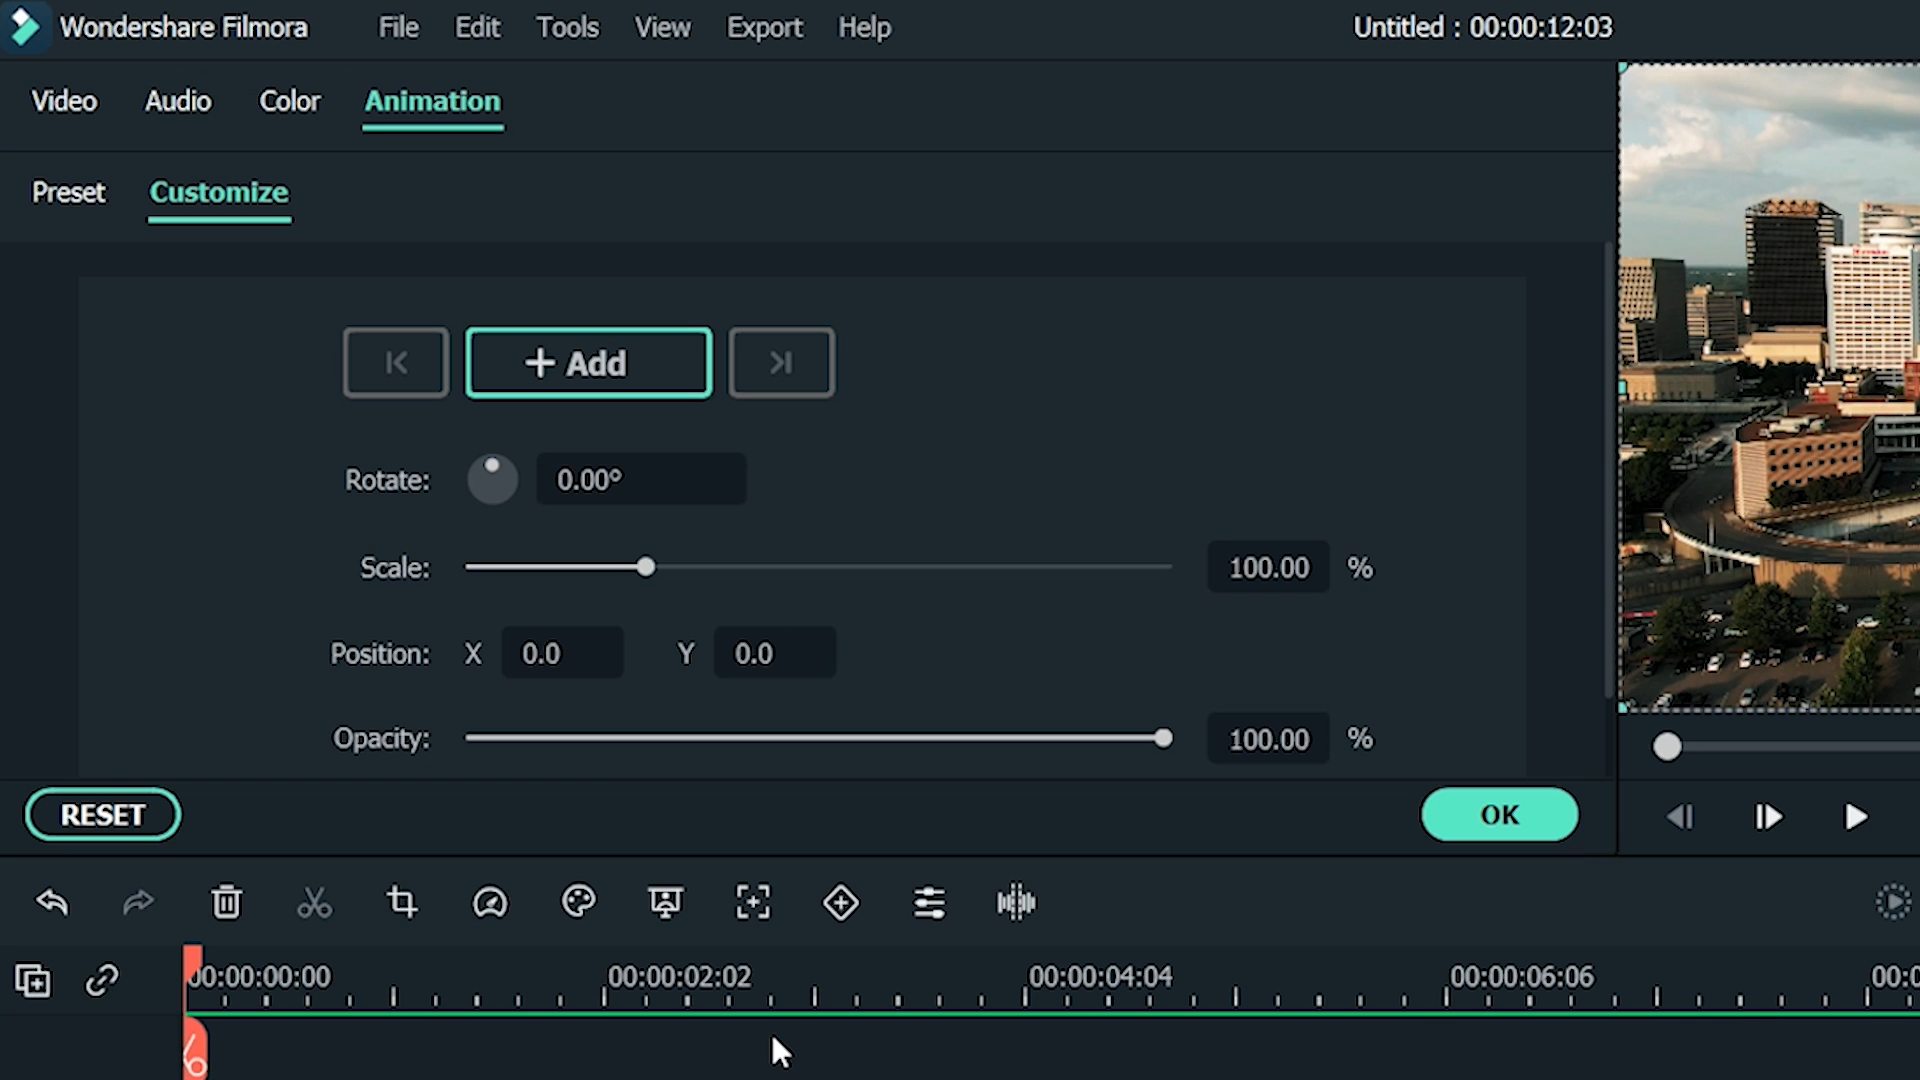 Wondershare Filmora File Edit Tools View Export Help Untitled : 00:00:12:03
Video Audio Color Animation
Preset Customize
+ Add
Rotate: 0.00°
Scale: 100.00 %
Position: X 0.0 Y 0.0
Opacity: 100.00 %
RESET OK
00:00:00:00 00:00:02:02 00:00:04:04 00:00:06:06 00:0